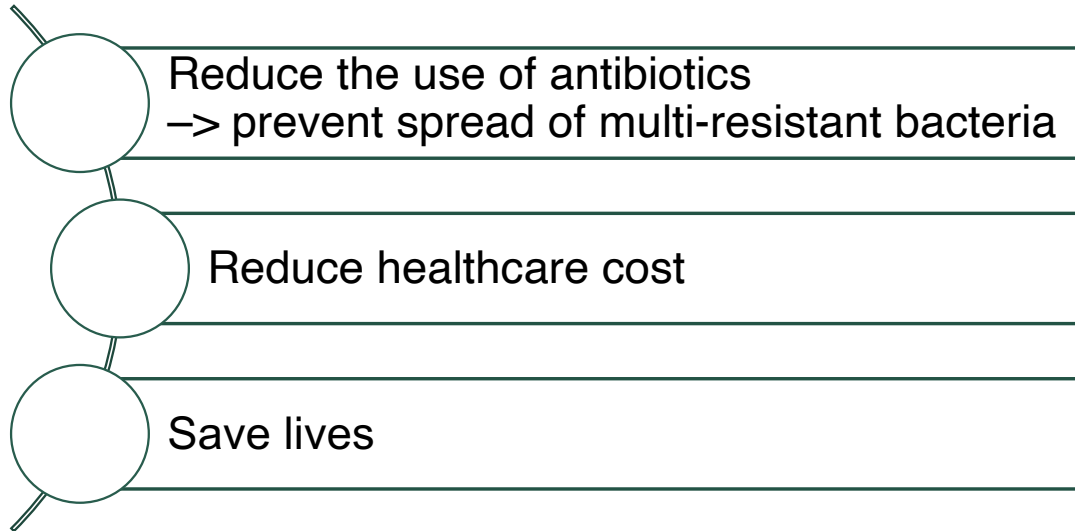 Reduce the use of antibiotics
–> prevent spread of multi-resistant bacteria
Reduce healthcare cost
Save lives